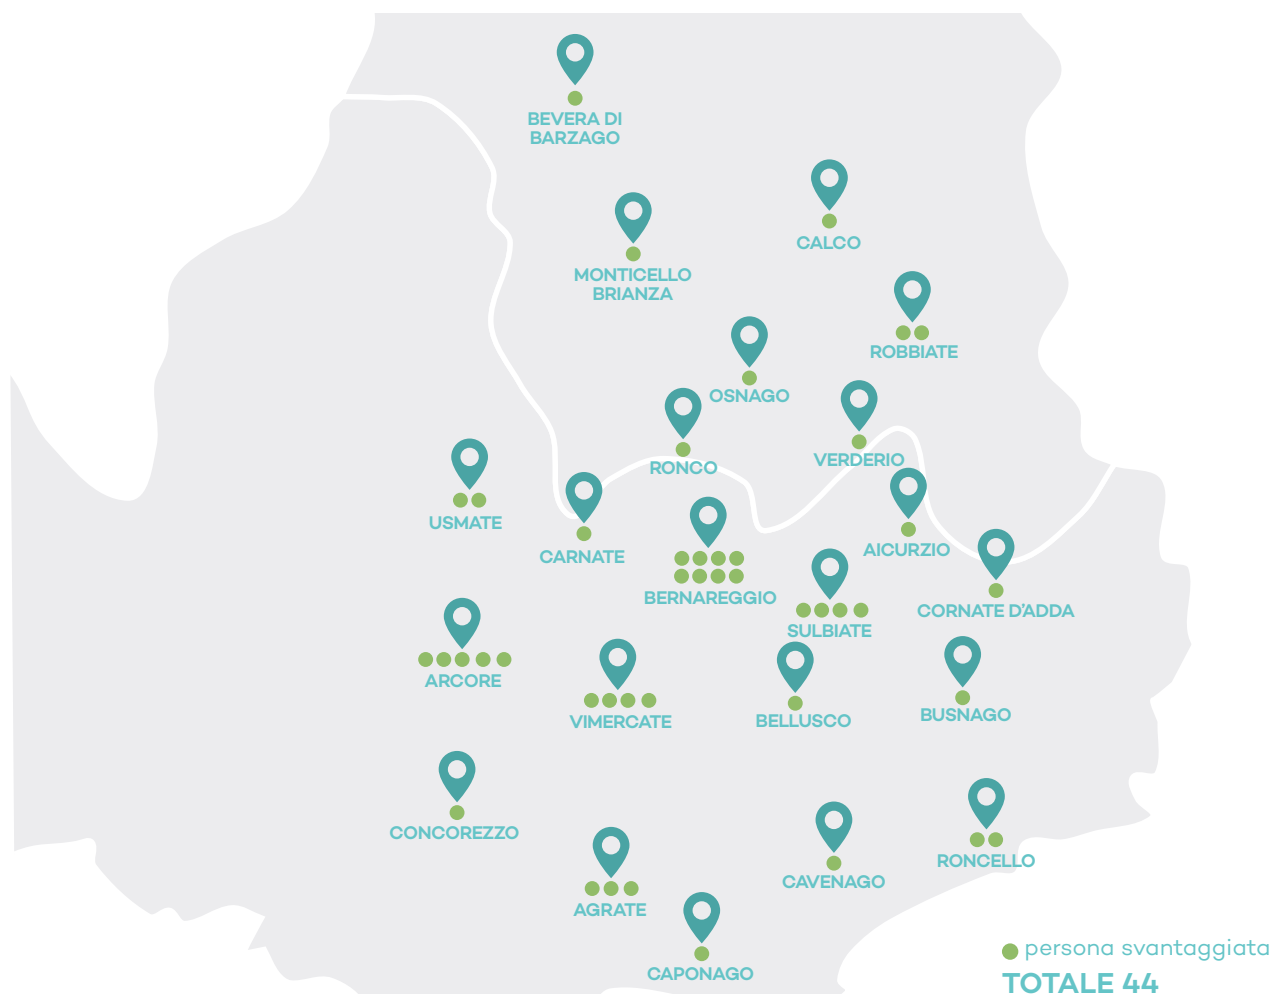 BEVERA DI
BARZAGO
CALCO
MONTICELLO
BRIANZA
ROBBIATE
OSNAGO
VERDERIO
RONCO
USMATE
CARNATE
AICURZIO
BERNAREGGIO
CORNATE D'ADDA
SULBIATE
ARCORE
VIMERCATE
BELLUSCO
BUSNAGO
CONCOREZZO
RONCELLO
CAVENAGO
AGRATE
CAPONAGO
persona svantaggiata
TOTALE 44